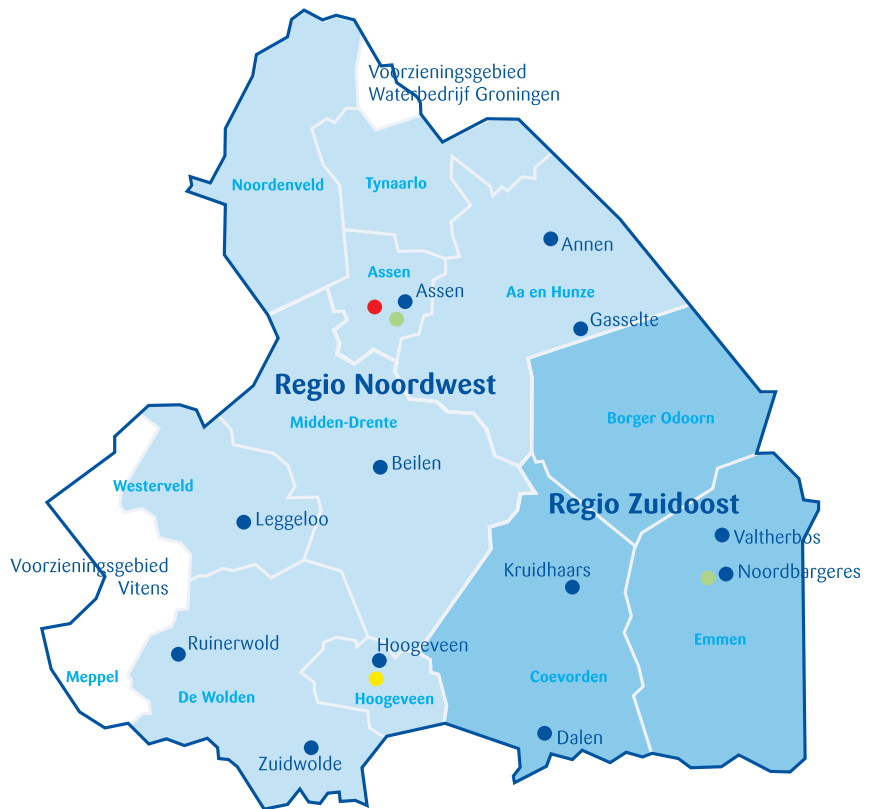 Voorzieningsgebied
Waterbedrijf Groningen
Noordenveld
Tynaarlo
Annen
Assen
Assen
Aa en Hunze
Gasselte
Regio Noordwest
Midden-Drente
Borger Odoorn
Beilen
Westerveld
Regio Zuidoost
Leggeloo
Valtherbos
Voorzieningsgebied
Vitens
Kruidhaars
Noordbargeres
Ruinerwold
Hoogeveen
Emmen
Meppel
De Wolden
Hoogeveen
Coevorden
Dalen
Zuidwolde